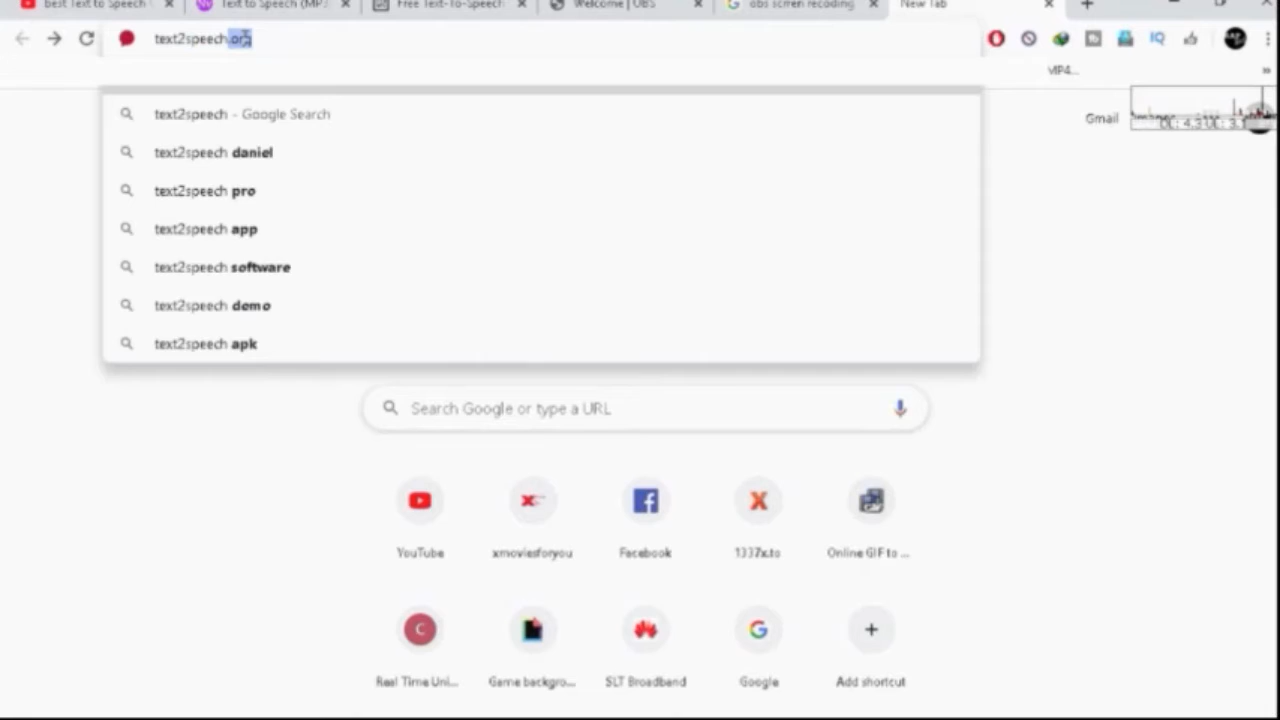 best Text to Speech
Text to Speech (MP3
Free Text-To-Speech
Welcome | OBS
obs scrren recoding
New Tab
text2speech.org
MP4...
text2speech - Google Search
Gmail
text2speech daniel
text2speech pro
text2speech app
text2speech software
text2speech demo
text2speech apk
Search Google or type a URL
YouTube
xmoviesforyou
Facebook
1337x.to
Online GIF to ...
Real Time Uni...
Game backgro...
SLT Broadband
Google
Add shortcut